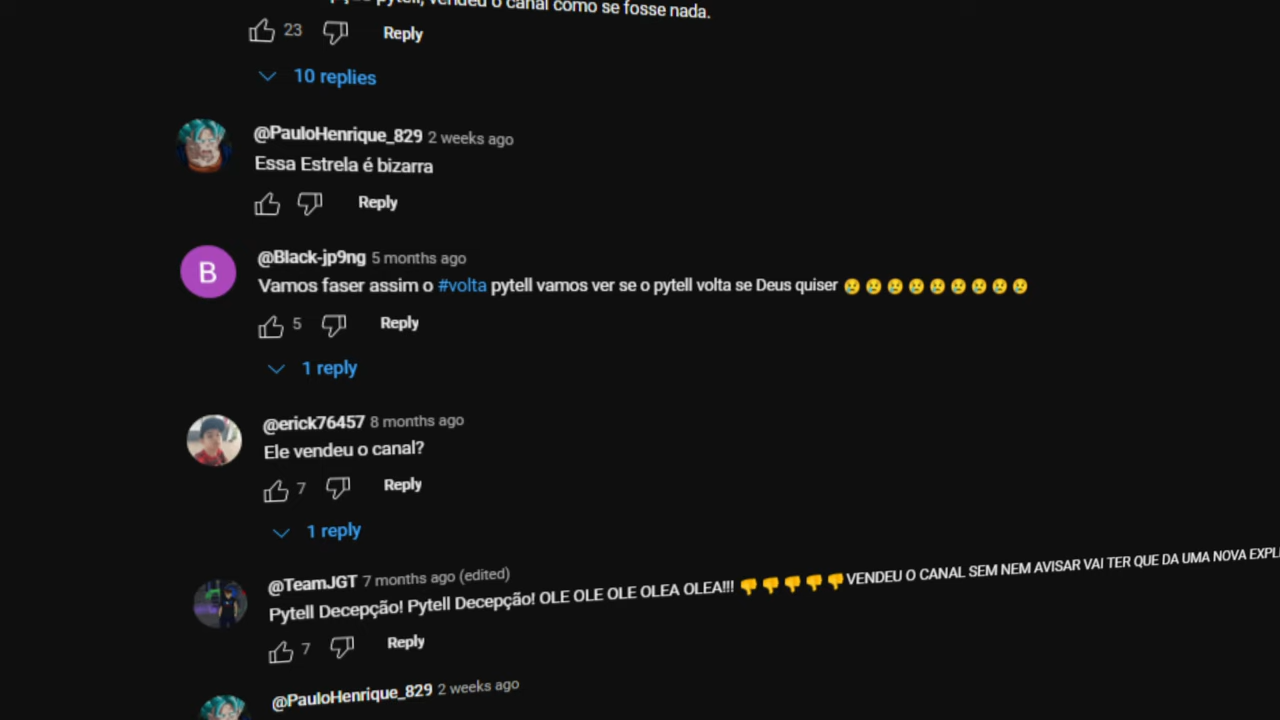 pytell, vendeu o canal como se fosse nada.
23 Reply
10 replies
@PauloHenrique_829 2 weeks ago
Essa Estrela é bizarra
Reply
B
@Black-jp9ng 5 months ago
Vamos faser assim o #volta pytell vamos ver se o pytell volta se Deus quiser 😢😢😢😢😢😢😢😢😢
5 Reply
1 reply
@erick76457 8 months ago
Ele vendeu o canal?
7 Reply
1 reply
@TeamJGT 7 months ago (edited)
Pytell Decepção! Pytell Decepção! OLE OLE OLE OLEA OLEA!!! 👎👎👎👎👎VENDEU O CANAL SEM NEM AVISAR VAI TER QUE DA UMA NOVA
7 Reply
@PauloHenrique_829 2 weeks ago